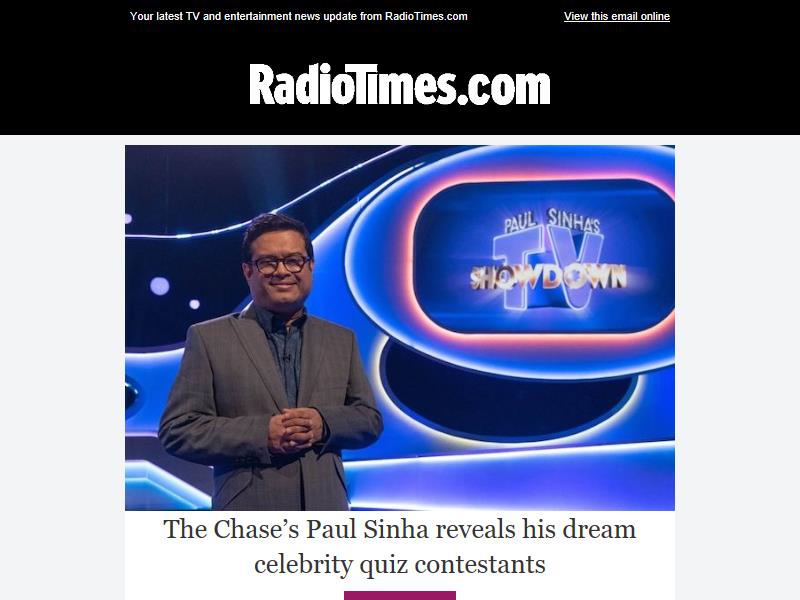 Your latest TV and entertainment news update from RadioTimes.com
View this email online
RadioTimes.com
PAUL SINHA'S
TV
SHOWDOWN
The Chase’s Paul Sinha reveals his dream
celebrity quiz contestants